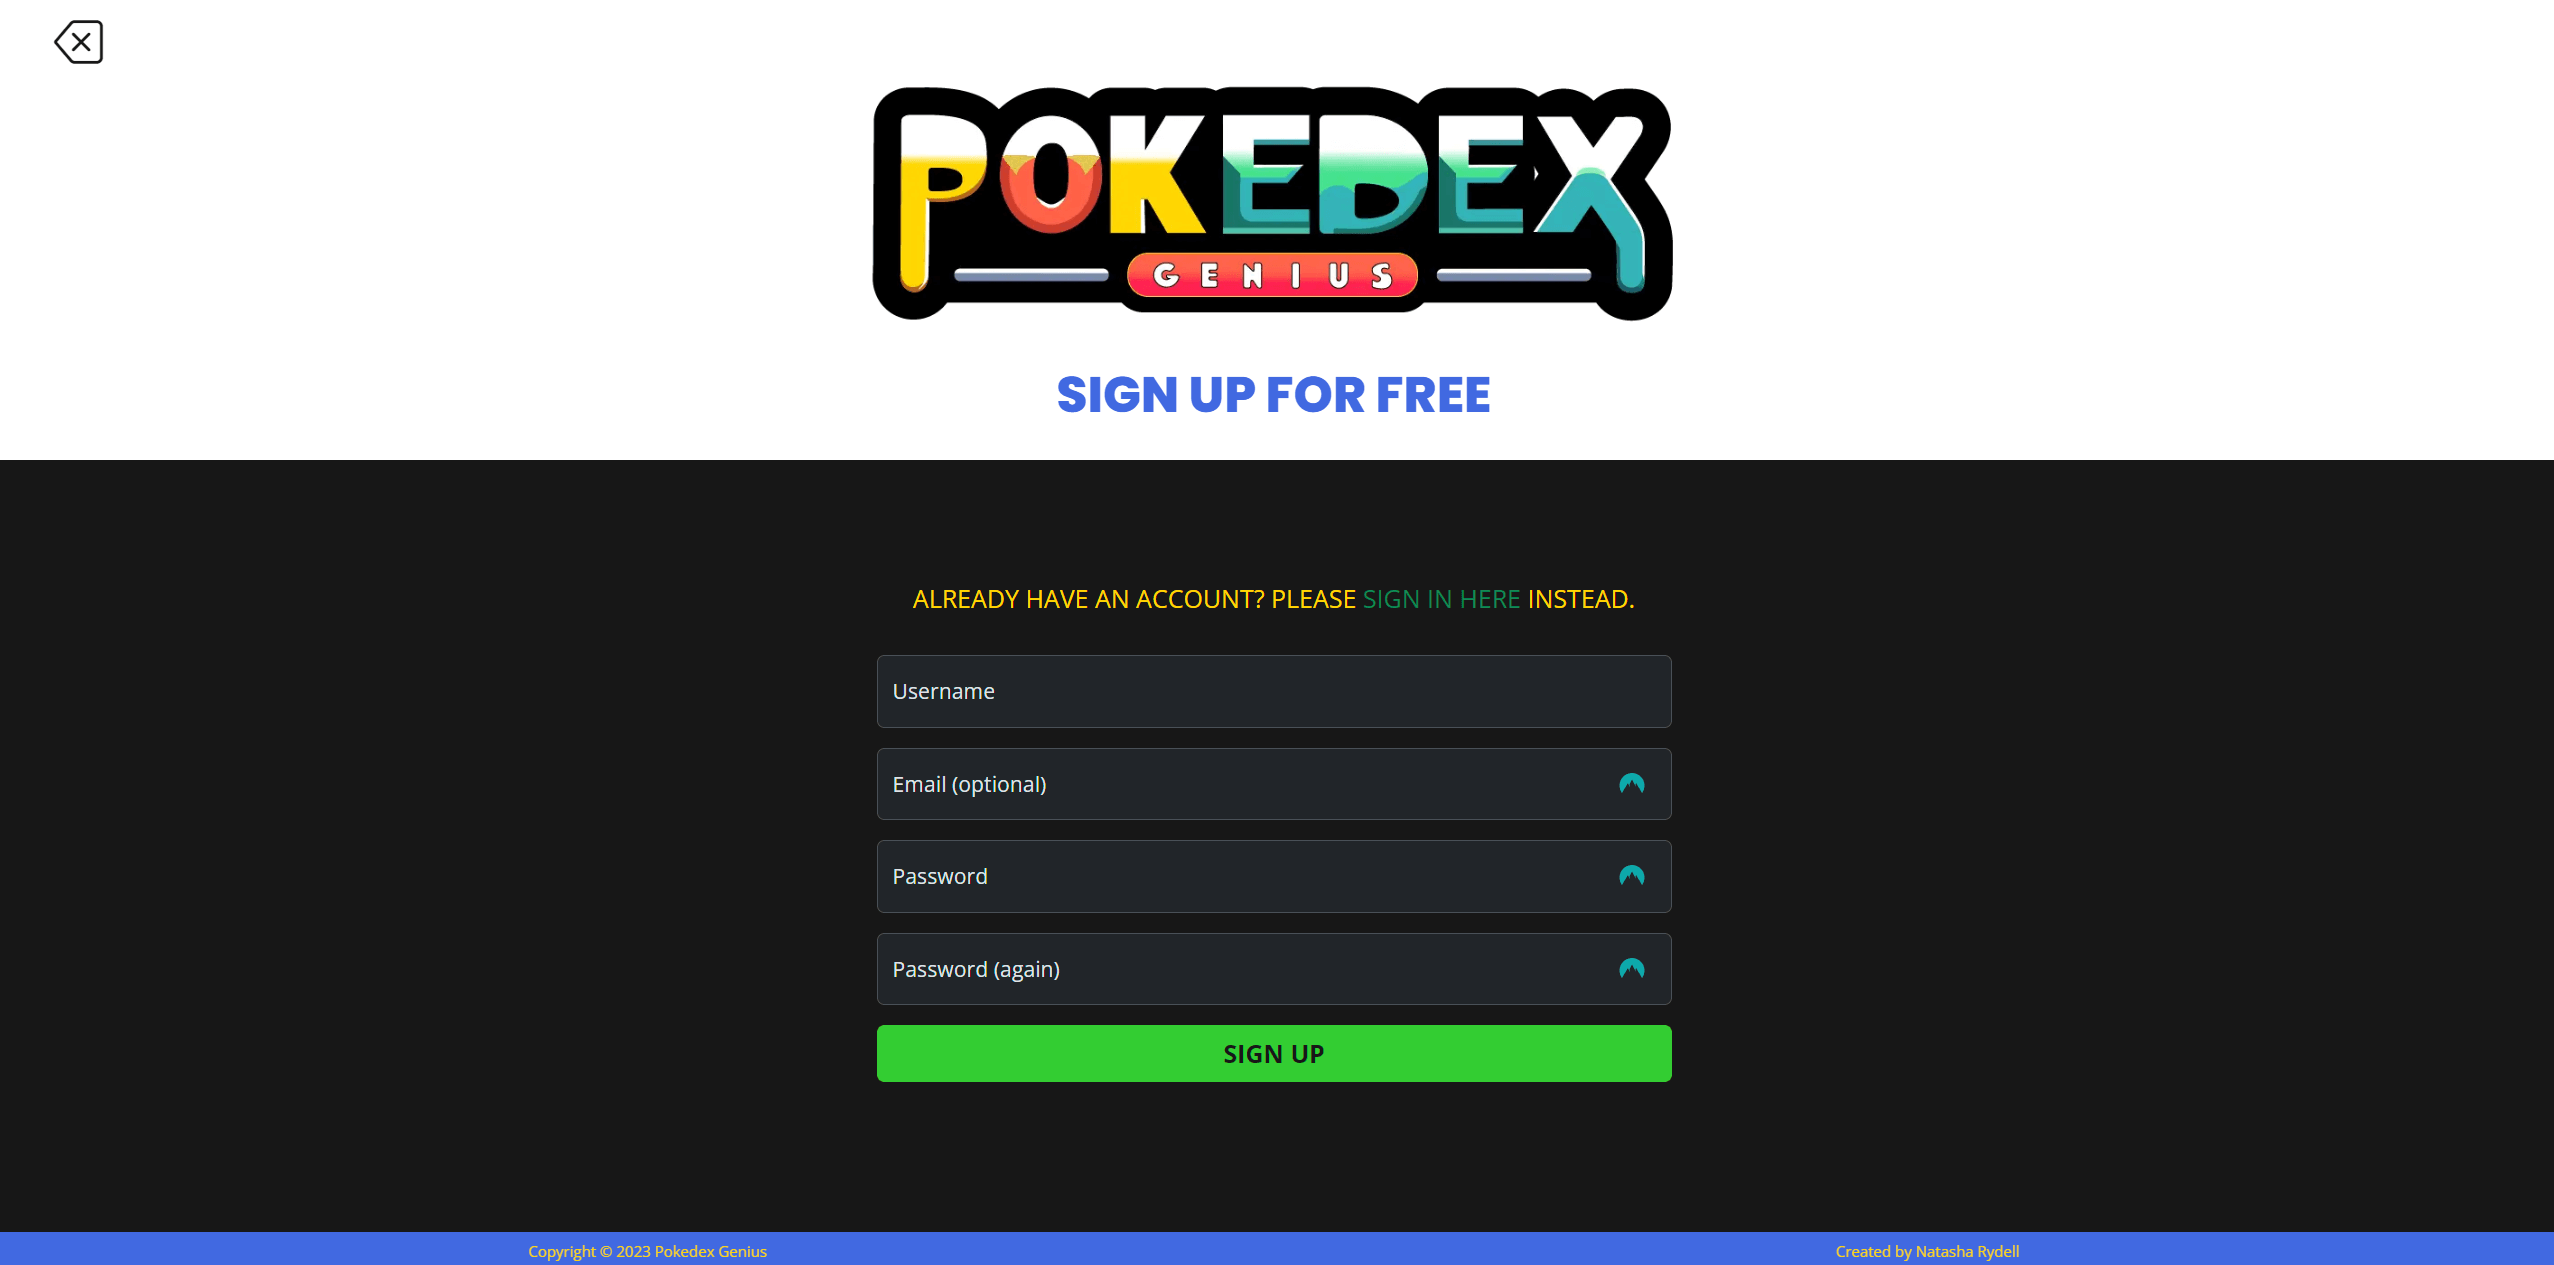 POKEDEX
GENIUS
SIGN UP FOR FREE
ALREADY HAVE AN ACCOUNT? PLEASE SIGN IN HERE INSTEAD.
Username
Email (optional)
Password
Password (again)
SIGN UP
Copyright © 2023 Pokedex Genius
Created by Natasha Rydell